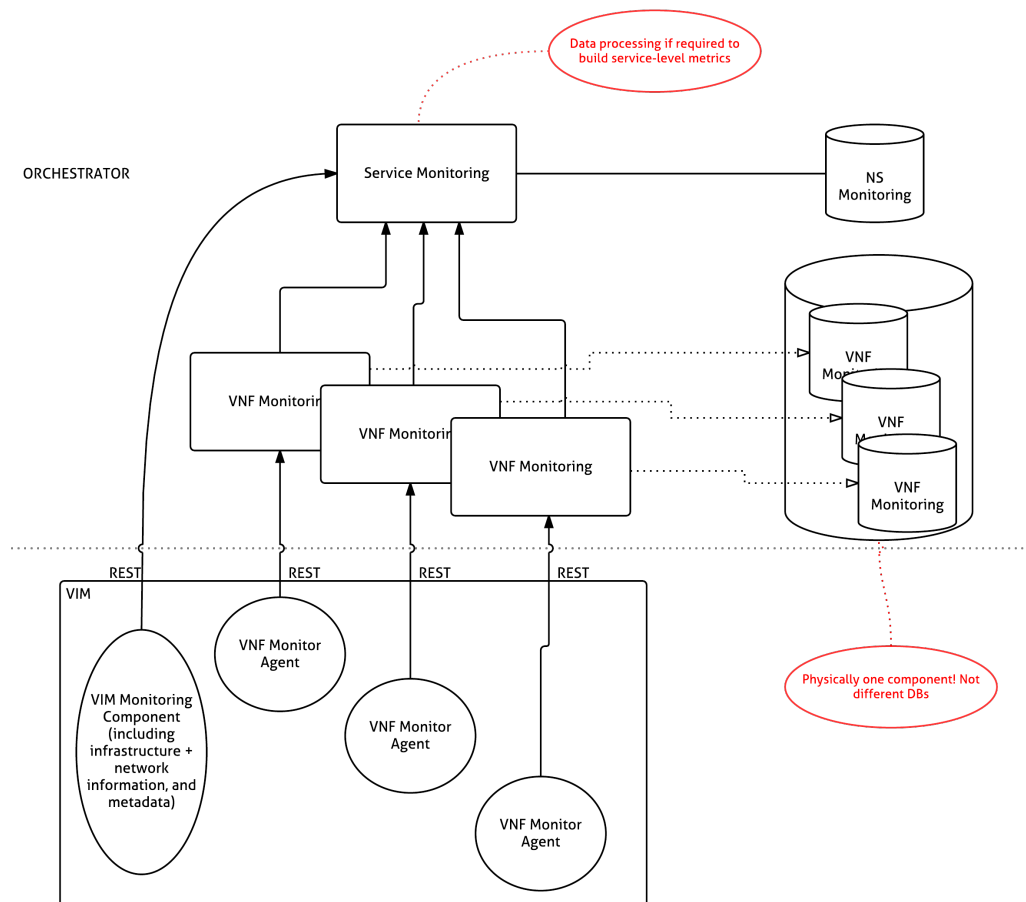 Data processing if required to
build service-level metrics
ORCHESTRATOR
Service Monitoring
NS
Monitoring
VNF
VNF Monitorin
VNF Monitorin
VNF
VNF Monitoring
VNF
Monitoring
REST
REST
REST
REST
VIM
VNF Monitor
Agent
VIM Monitoring
Component
(including
infrastructure +
network
information, and
metadata)
VNF Monitor
Agent
Physically one component! Not
different DBs
VNF Monitor
Agent